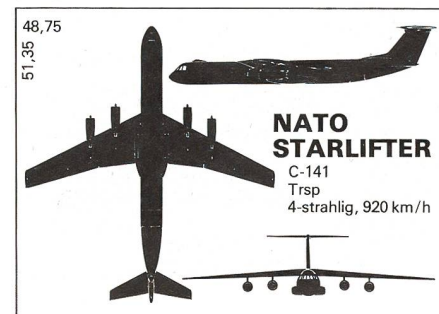 48,75
51,35
NATO
STARLIFTER
C-141
Trsp
4-strahlig, 920 km/h